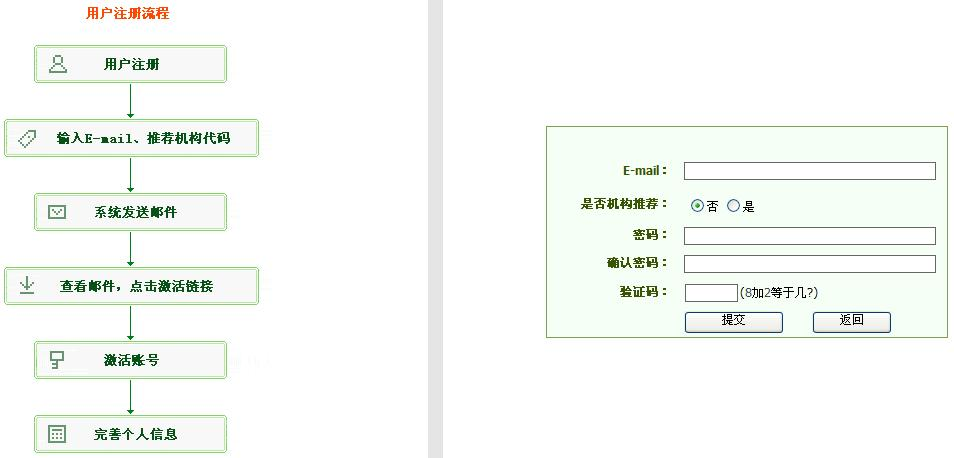 用户注册流程
用户注册
输入E-mail、推荐机构代码
系统发送邮件
查看邮件，点击激活链接
激活账号
完善个人信息
E-mail：
是否机构推荐： 否 是
密码：
确认密码：
验证码： (8加2等于几?)
提交 返回